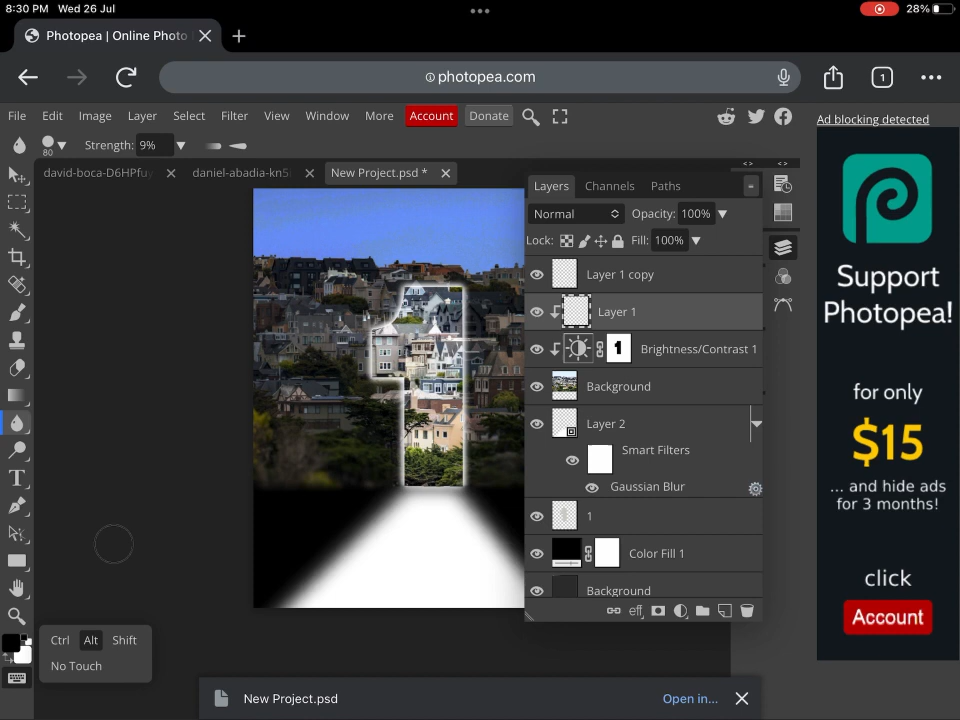 8:30 PM Wed 26 Jul
28%
Photopea | Online Photo
photopea.com
1
File Edit Image Layer Select Filter View Window More Account Donate
Ad blocking detected
80 Strength: 9%
david-boca-D6HPfuy
daniel-abadia-kn5
New Project.psd *
< > < >
Layers Channels Paths
Normal Opacity: 100%
Lock: Fill: 100%
Layer 1 copy
Layer 1
Brightness/Contrast 1
Background
Layer 2
Smart Filters
Gaussian Blur
1
Color Fill 1
Background
eff
Ctrl Alt Shift
No Touch
New Project.psd
Open in...
Support
Photopea!
for only
$15
... and hide ads
for 3 months!
click
Account